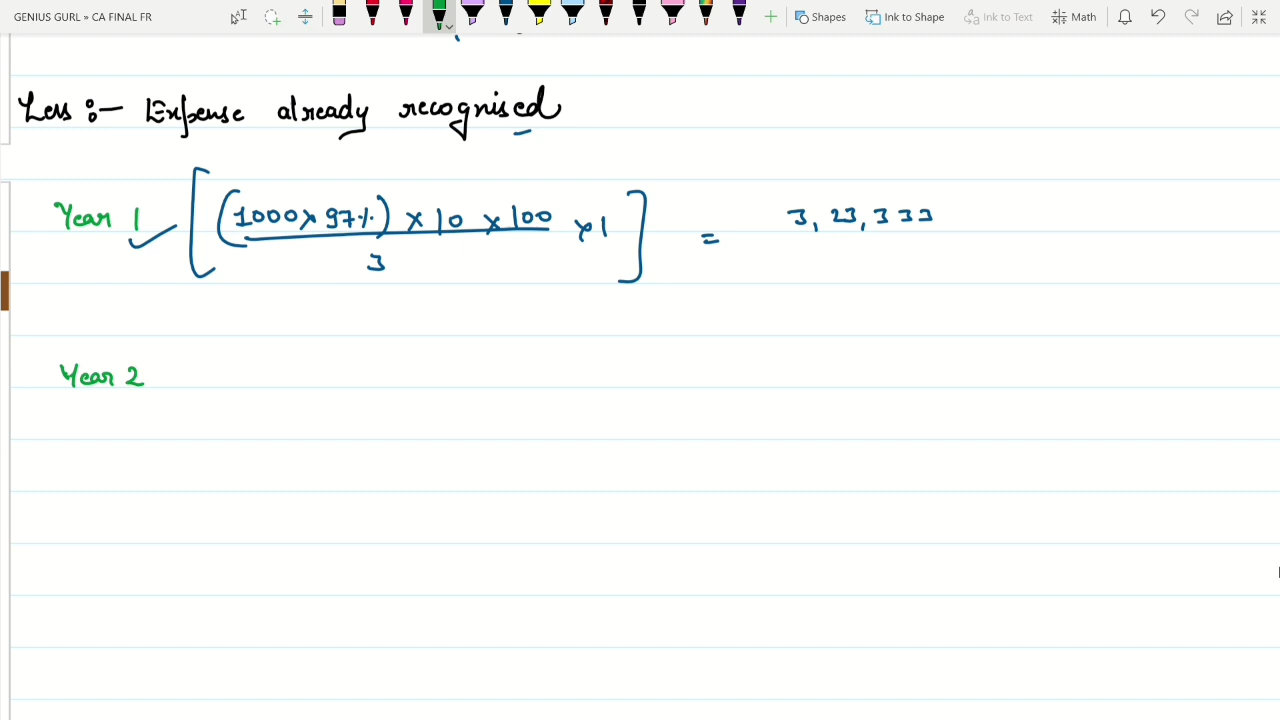 GENIUS GURL » CA FINAL FR
Shapes
Ink to Shape
Ink to Text
Math
Less :- Expense already recognised
Year 1 [ (1000 x 97%) x 10 x 100 x 1 ] = 3,23,333
3
Year 2